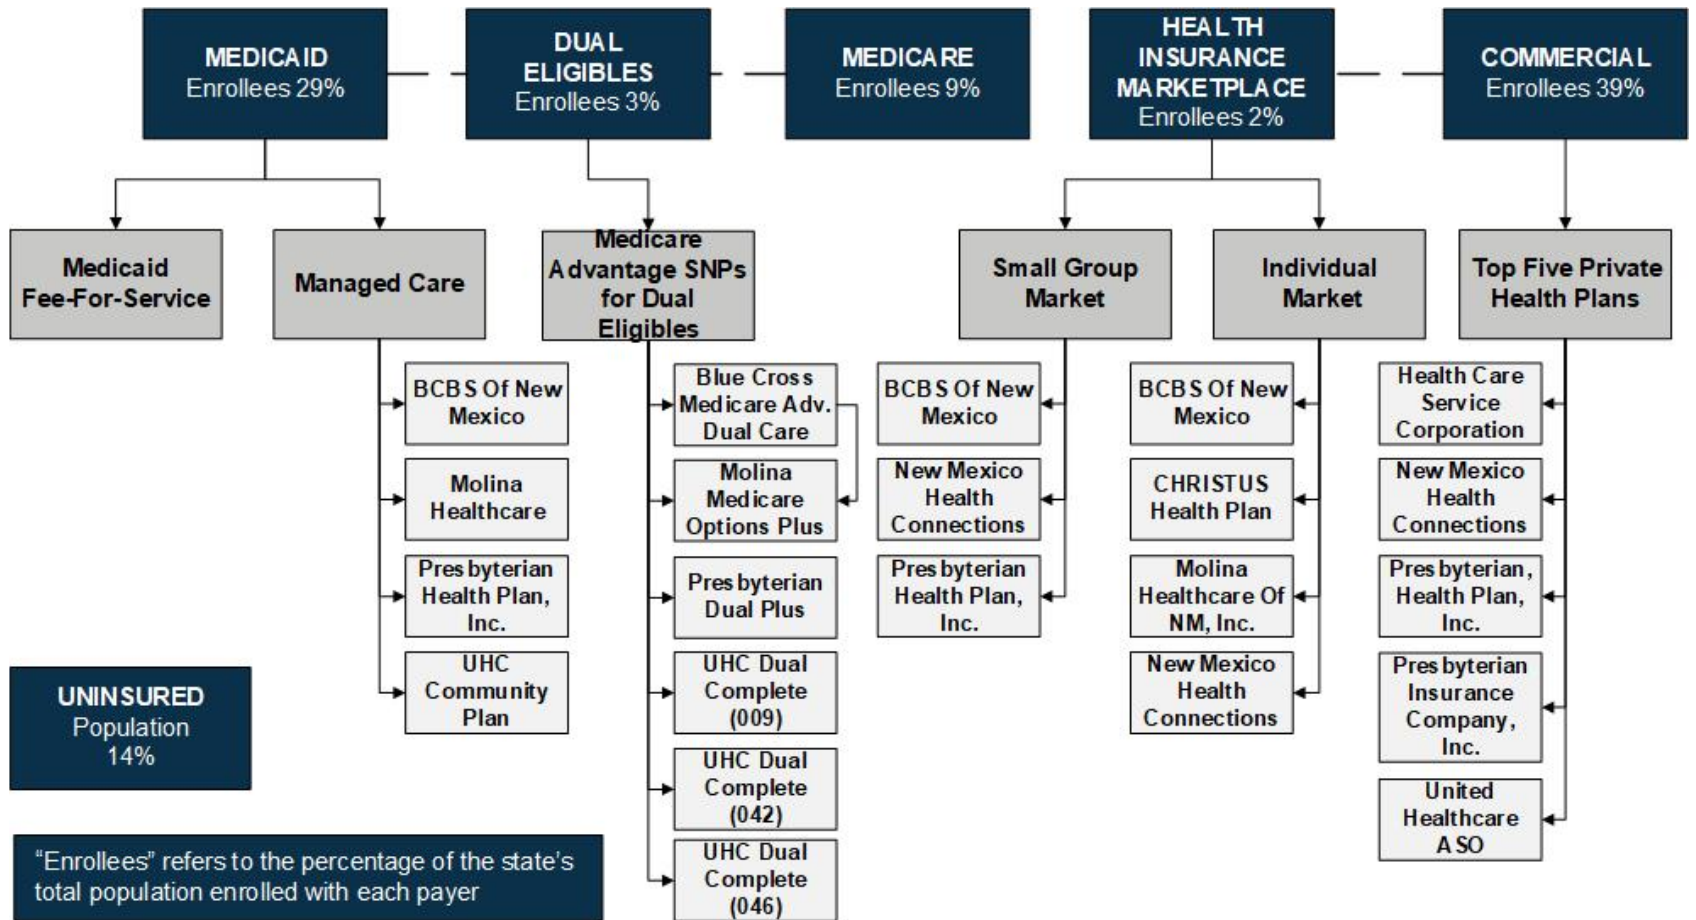 MEDICAID
Enrollees 29%
DUAL
ELIGIBLES
Enrollees 3%
MEDICARE
Enrollees 9%
HEALTH
INSURANCE
MARKETPLACE
Enrollees 2%
COMMERCIAL
Enrollees 39%
Medicaid
Fee-For-Service
Managed Care
Medicare
Advantage SNPs
for Dual
Eligibles
Small Group
Market
Individual
Market
Top Five Private
Health Plans
BCBS Of New
Mexico
Molina
Healthcare
Presbyterian
Health Plan,
Inc.
UHC
Community
Plan
Blue Cross
Medicare Adv.
Dual Care
Molina
Medicare
Options Plus
Presbyterian
Dual Plus
UHC Dual
Complete
(009)
UHC Dual
Complete
(042)
UHC Dual
Complete
(046)
BCBS Of New
Mexico
New Mexico
Health
Connections
Presbyterian
Health Plan,
Inc.
BCBS Of New
Mexico
CHRISTUS
Health Plan
Molina
Healthcare Of
NM, Inc.
New Mexico
Health
Connections
Health Care
Service
Corporation
New Mexico
Health
Connections
Presbyterian,
Health Plan,
Inc.
Presbyterian
Insurance
Company,
Inc.
United
Healthcare
ASO
UNINSURED
Population
14%
“Enrollees” refers to the percentage of the state’s
total population enrolled with each payer